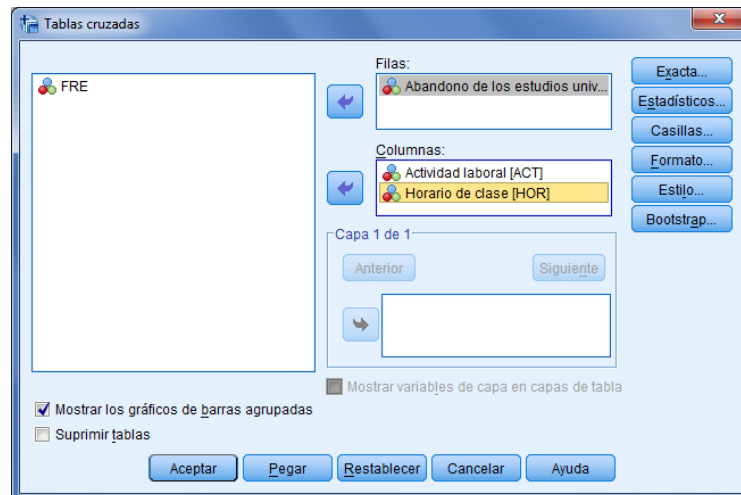 Tablas cruzadas
FRE
Filas:
Abandono de los estudios univ...
Columnas:
Actividad laboral [ACT]
Horario de clase [HOR]
Capa 1 de 1
Anterior
Siguiente
Mostrar variables de capa en capas de tabla
Exacta...
Estadísticos...
Casillas...
Formato...
Estilo...
Bootstrap...
Mostrar los gráficos de barras agrupadas
Suprimir tablas
Aceptar
Pegar
Restablecer
Cancelar
Ayuda